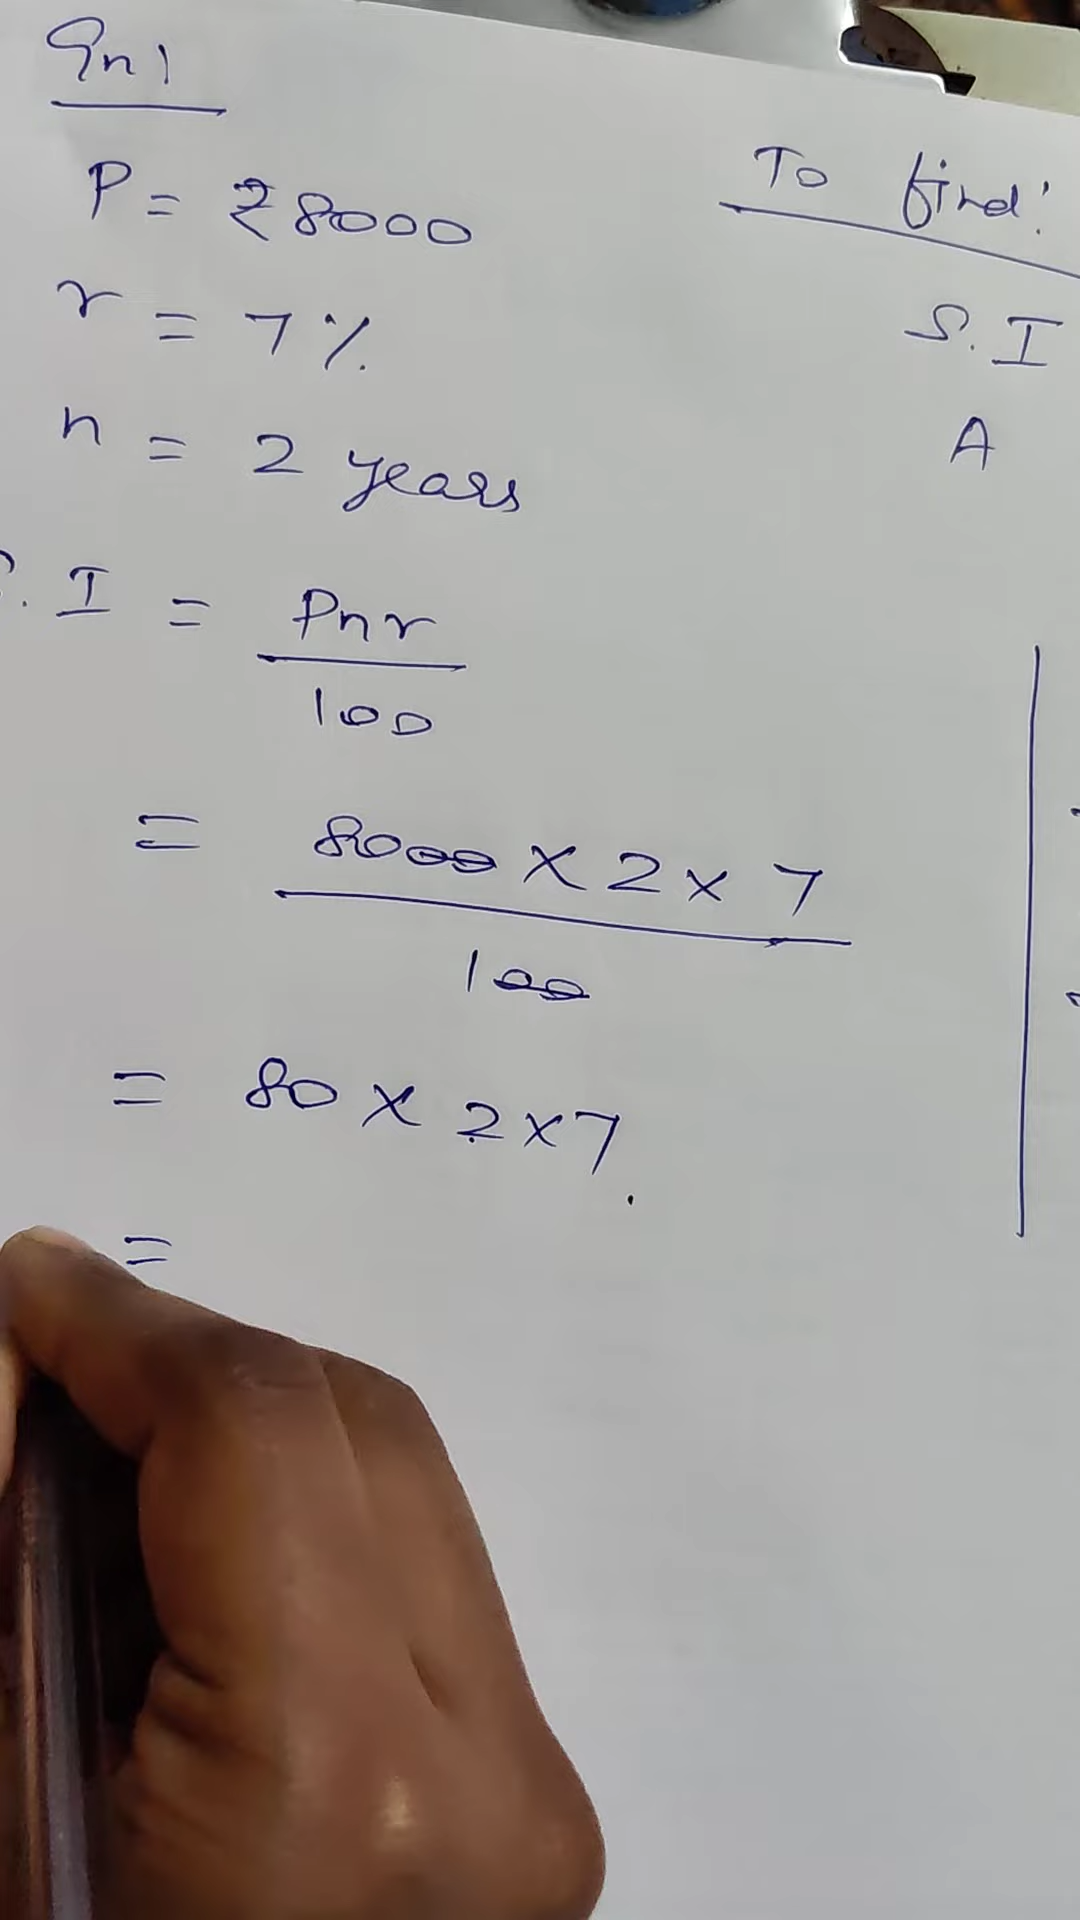 Qn 1
P = ₹8000
r = 7%
n = 2 years
To find:
S.I
A
S.I = Pnr
100
= 8000 × 2 × 7
100
= 80 × 2 × 7
=